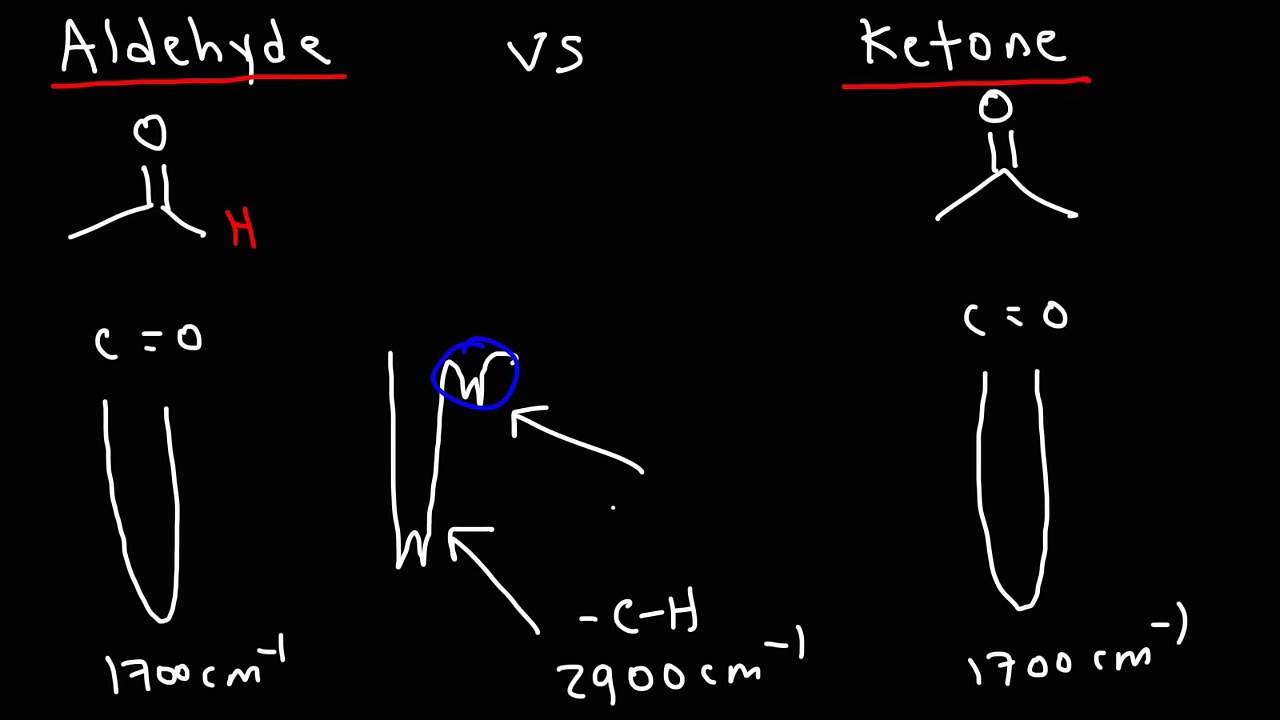 Aldehyde vs Ketone
O O
H
C = O C = O
-C-H
1700 cm⁻¹ 2900 cm⁻¹ 1700 cm⁻¹